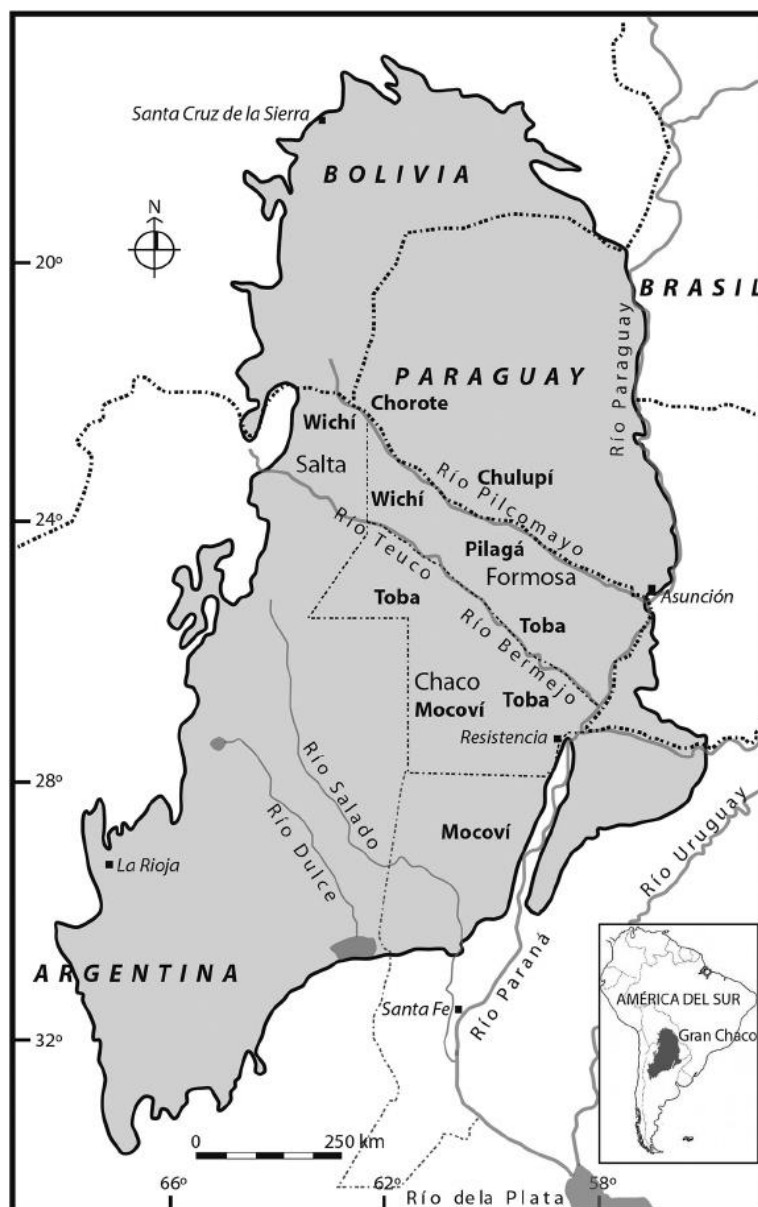 Santa Cruz de la Sierra
BOLIVIA
N
20º
BRASIL
Río Paraguay
PARAGUAY
Chorote
Wichí
Salta
Chulupí
Río Pilcomayo
Wichí
24º
Río Teuco
Pilagá
Formosa
Toba
Asunción
Toba
Río Bermejo
Chaco
Toba
Mocoví
Resistencia
28º
Río Salado
Mocoví
Río Dulce
La Rioja
Río Uruguay
ARGENTINA
Río Paraná
Santa Fe
AMÉRICA DEL SUR
Gran Chaco
32º
0
250 km
66º
62º
58º
Río dela Plata